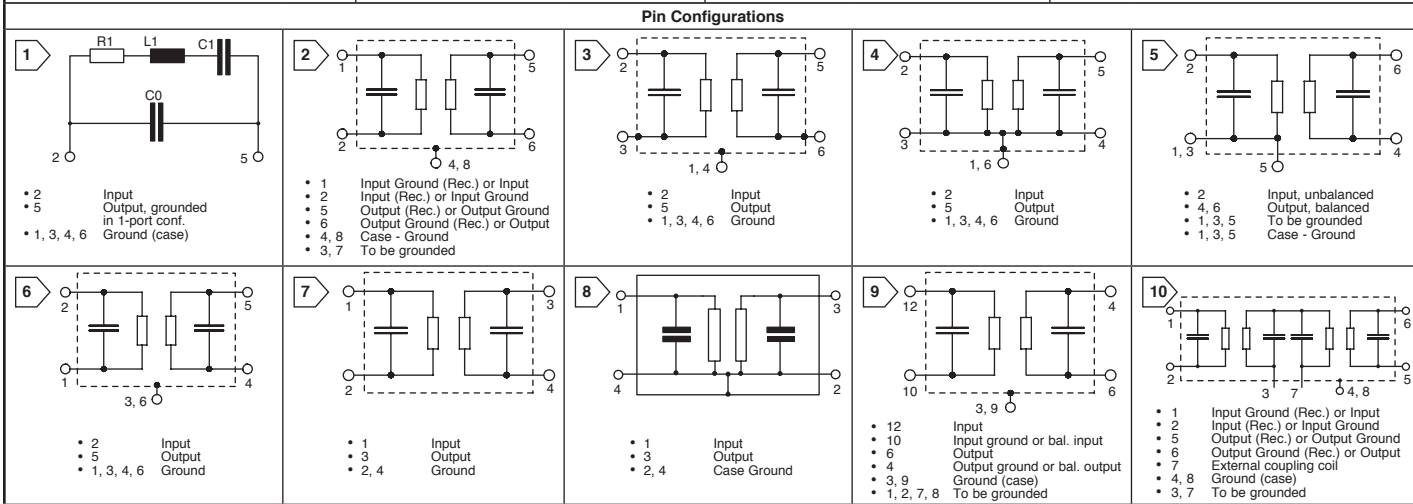 Pin Configurations
1
R1 L1 C1
C0
2 5
• 2 Input
• 5 Output, grounded
in 1-port conf.
• 1, 3, 4, 6 Ground (case)
2
1 5
2 6
4, 8
• 1 Input Ground (Rec.) or Input
• 2 Input (Rec.) or Input Ground
• 5 Output (Rec.) or Output Ground
• 6 Output Ground (Rec.) or Output
• 4, 8 Case - Ground
• 3, 7 To be grounded
3
2 5
3 6
1, 4
• 2 Input
• 5 Output
• 1, 3, 4, 6 Ground
4
2 5
3 4
1, 6
• 2 Input
• 5 Output
• 1, 3, 4, 6 Ground
5
2 6
1, 3 4
5
• 2 Input, unbalanced
• 4, 6 Output, balanced
• 1, 3, 5 To be grounded
• 1, 3, 5 Case - Ground
6
2 5
1 4
3, 6
• 2 Input
• 5 Output
• 1, 3, 4, 6 Ground
7
1 3
2 4
• 1 Input
• 3 Output
• 2, 4 Ground
8
1 3
4 2
• 1 Input
• 3 Output
• 2, 4 Case Ground
9
12 4
10 6
3, 9
• 12 Input
• 10 Input ground or bal. input
• 6 Output
• 4 Output ground or bal. output
• 3, 9 Ground (case)
• 1, 2, 7, 8 To be grounded
10
1 6
2 5
3 7 4, 8
• 1 Input Ground (Rec.) or Input
• 2 Input (Rec.) or Input Ground
• 5 Output (Rec.) or Output Ground
• 6 Output Ground (Rec.) or Output
• 7 External coupling coil
• 4, 8 Ground (case)
• 3, 7 To be grounded